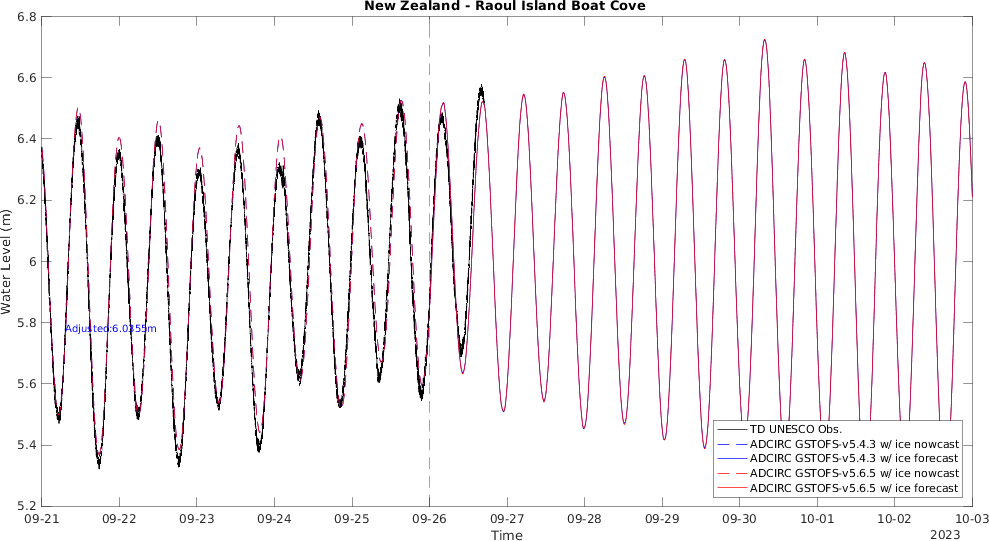 New Zealand - Raoul Island Boat Cove
6.8
6.6
6.4
6.2
6
5.8
5.6
5.4
5.2
Water Level (m)
Adjusted:6.0355m
TD UNESCO Obs.
ADCIRC GSTOFS-v5.4.3 w/ ice nowcast
ADCIRC GSTOFS-v5.4.3 w/ ice forecast
ADCIRC GSTOFS-v5.6.5 w/ ice nowcast
ADCIRC GSTOFS-v5.6.5 w/ ice forecast
09-21 09-22 09-23 09-24 09-25 09-26 09-27 09-28 09-29 09-30 10-01 10-02 10-03
Time
2023